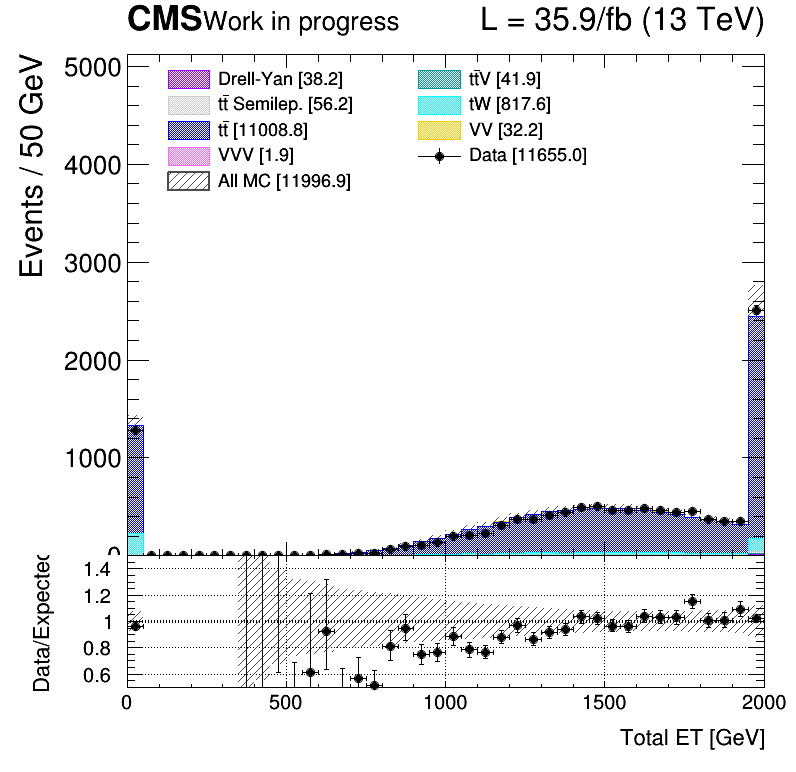 CMS Work in progress L = 35.9/fb (13 TeV)
Events / 50 GeV
5000
4000
3000
2000
1000
0
Drell-Yan [38.2]
tt̄ Semilep. [56.2]
tt̄ [11008.8]
VVV [1.9]
All MC [11996.9]
tt̄V [41.9]
tW [817.6]
VV [32.2]
Data [11655.0]
Data/Expected
1.4
1.2
1
0.8
0.6
0 500 1000 1500 2000
Total ET [GeV]